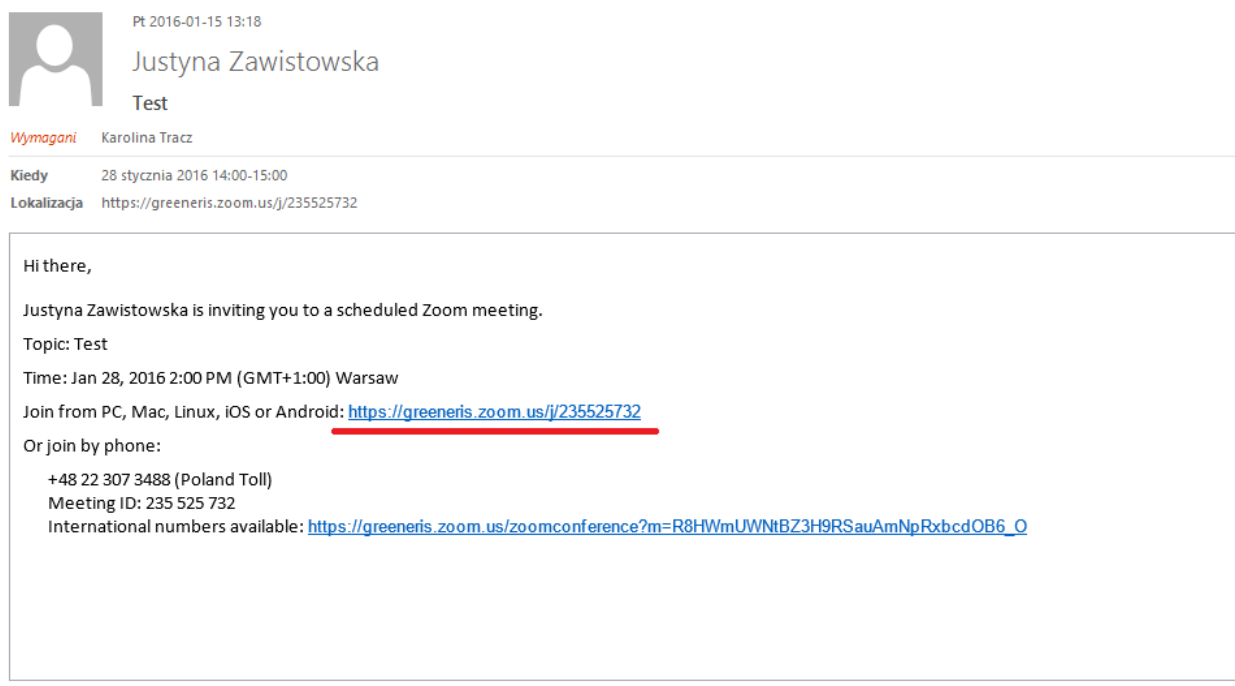 Pt 2016-01-15 13:18
Justyna Zawistowska
Test
Wymagani Karolina Tracz
Kiedy 28 stycznia 2016 14:00-15:00
Lokalizacja https://greeneris.zoom.us/j/235525732
Hi there,
Justyna Zawistowska is inviting you to a scheduled Zoom meeting.
Topic: Test
Time: Jan 28, 2016 2:00 PM (GMT+1:00) Warsaw
Join from PC, Mac, Linux, iOS or Android: https://greeneris.zoom.us/j/235525732
Or join by phone:
+48 22 307 3488 (Poland Toll)
Meeting ID: 235 525 732
International numbers available: https://greeneris.zoom.us/zoomconference?m=R8HWmUWNtBZ3H9RSauAmNpRxbcdOB6_O